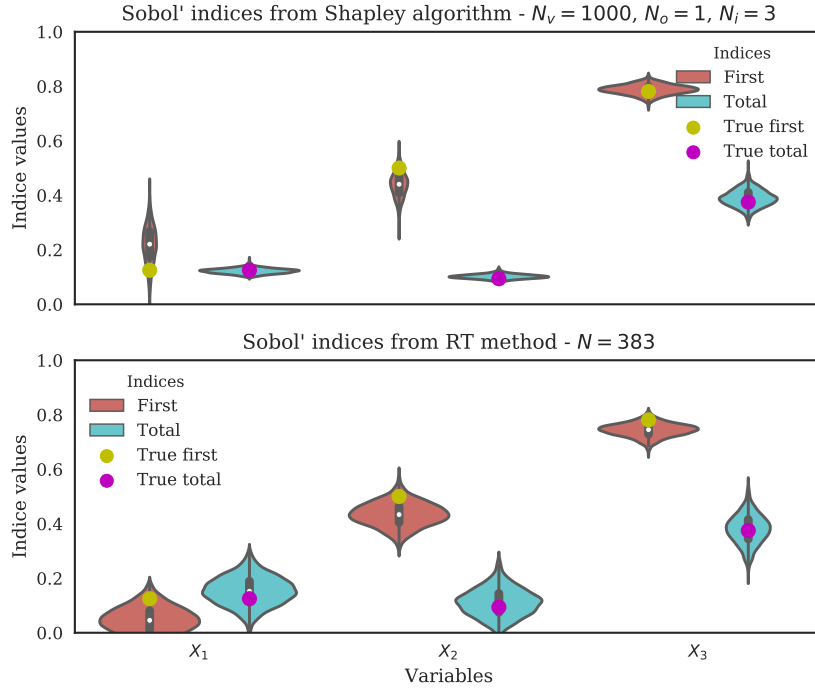 Sobol' indices from Shapley algorithm - $N_v = 1000$, $N_o = 1$, $N_i = 3$
1.0
0.8
0.6
0.4
0.2
0.0
Indice values
Indices
First
Total
True first
True total
Sobol' indices from RT method - $N = 383$
1.0
0.8
0.6
0.4
0.2
0.0
Indice values
Indices
First
Total
True first
True total
$X_1$ $X_2$ $X_3$
Variables